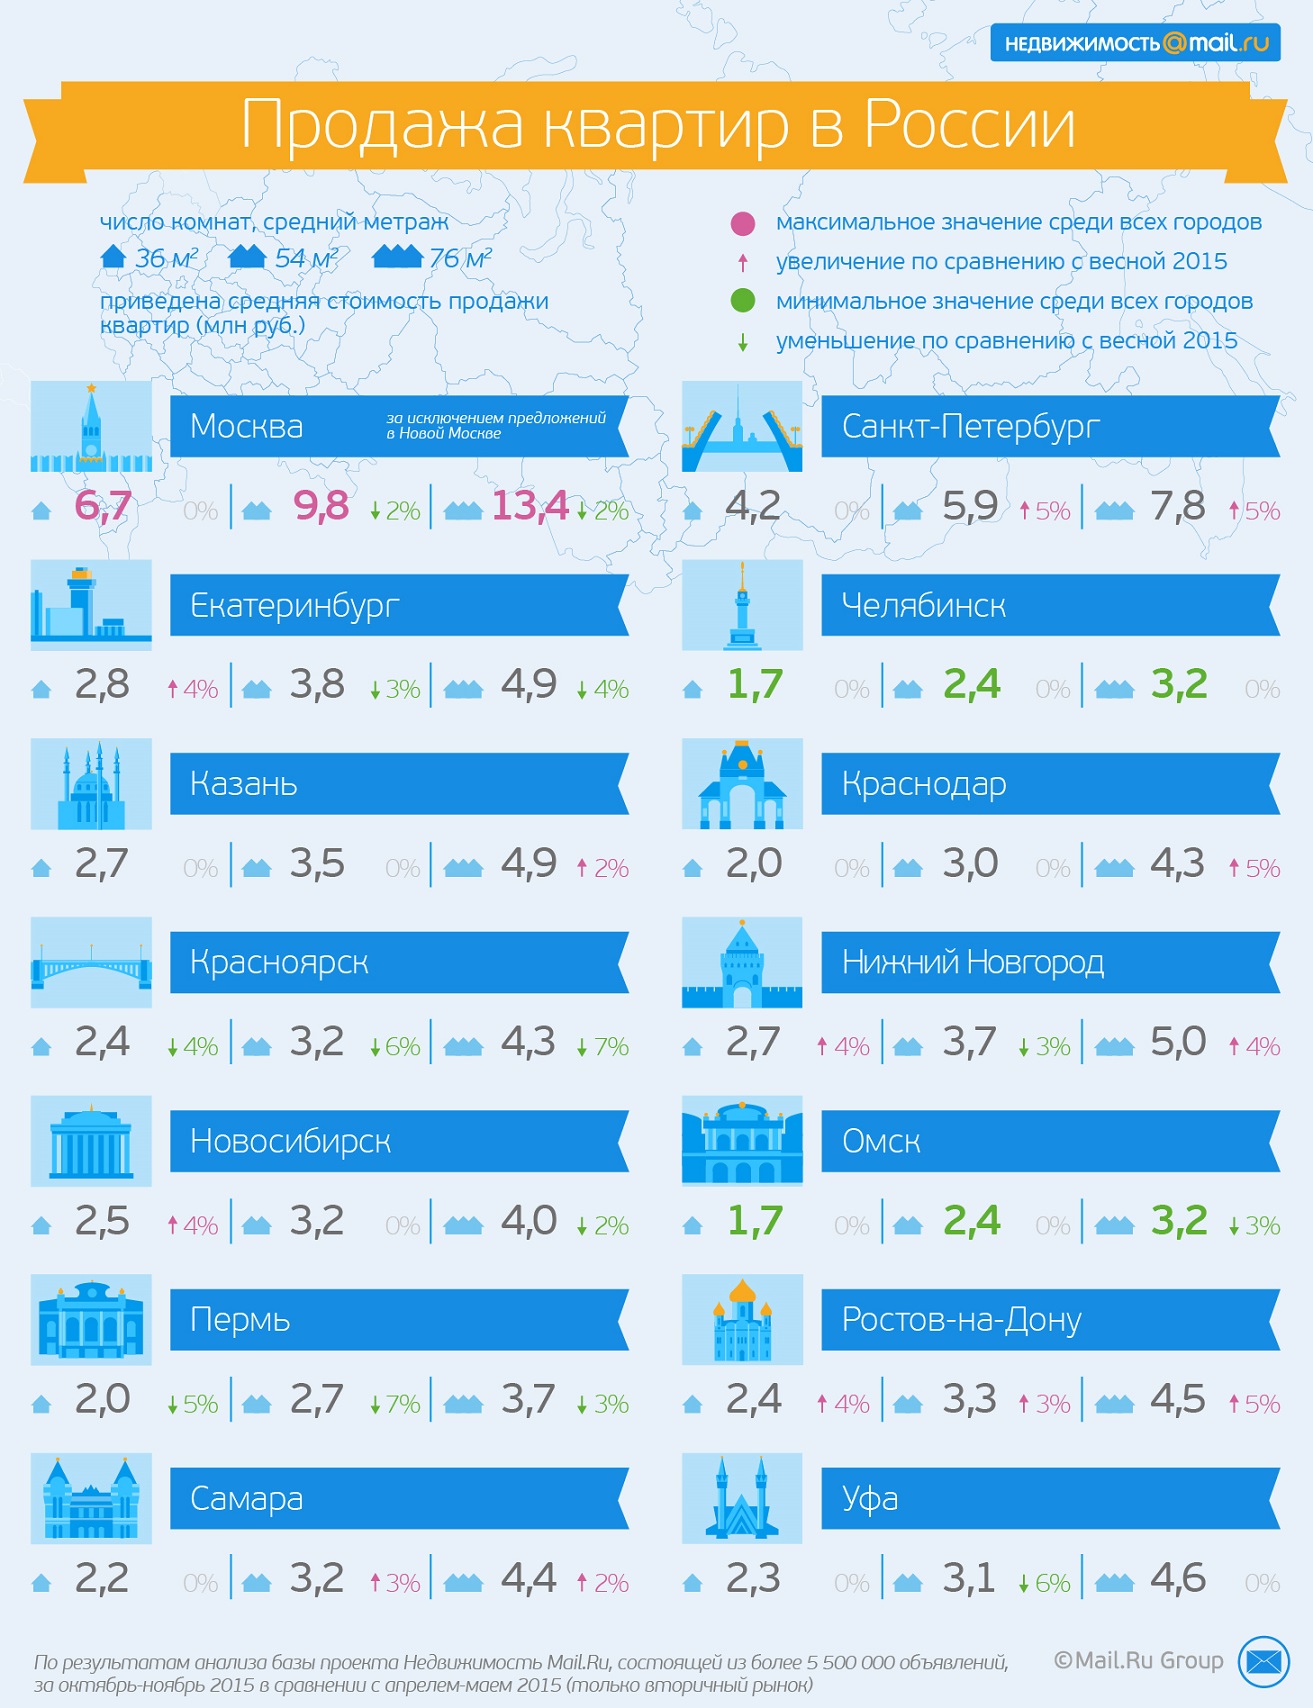 НЕДВИЖИМОСТЬ@mail.ru
Продажа квартир в России
число комнат, средний метраж
36 м² 54 м² 76 м²
приведена средняя стоимость продажи
квартир (млн руб.)
максимальное значение среди всех городов
увеличение по сравнению с весной 2015
минимальное значение среди всех городов
уменьшение по сравнению с весной 2015
Москва
за исключением предложений
в Новой Москве
6,7 0% 9,8 ↓2% 13,4 ↓2%
Санкт-Петербург
4,2 0% 5,9 ↑5% 7,8 ↑5%
Екатеринбург
2,8 ↑4% 3,8 ↓3% 4,9 ↓4%
Челябинск
1,7 0% 2,4 0% 3,2 0%
Казань
2,7 0% 3,5 0% 4,9 ↑2%
Краснодар
2,0 0% 3,0 0% 4,3 ↑5%
Красноярск
2,4 ↓4% 3,2 ↓6% 4,3 ↓7%
Нижний Новгород
2,7 ↑4% 3,7 ↓3% 5,0 ↑4%
Новосибирск
2,5 ↑4% 3,2 0% 4,0 ↓2%
Омск
1,7 0% 2,4 0% 3,2 ↓3%
Пермь
2,0 ↓5% 2,7 ↓7% 3,7 ↓3%
Ростов-на-Дону
2,4 ↑4% 3,3 ↑3% 4,5 ↑5%
Самара
2,2 0% 3,2 ↑3% 4,4 ↑2%
Уфа
2,3 0% 3,1 ↓6% 4,6 0%
По результатам анализа базы проекта Недвижимость Mail.Ru, состоящей из более 5 500 000 объявлений,
за октябрь-ноябрь 2015 в сравнении с апрелем-маем 2015 (только вторичный рынок)
©Mail.Ru Group